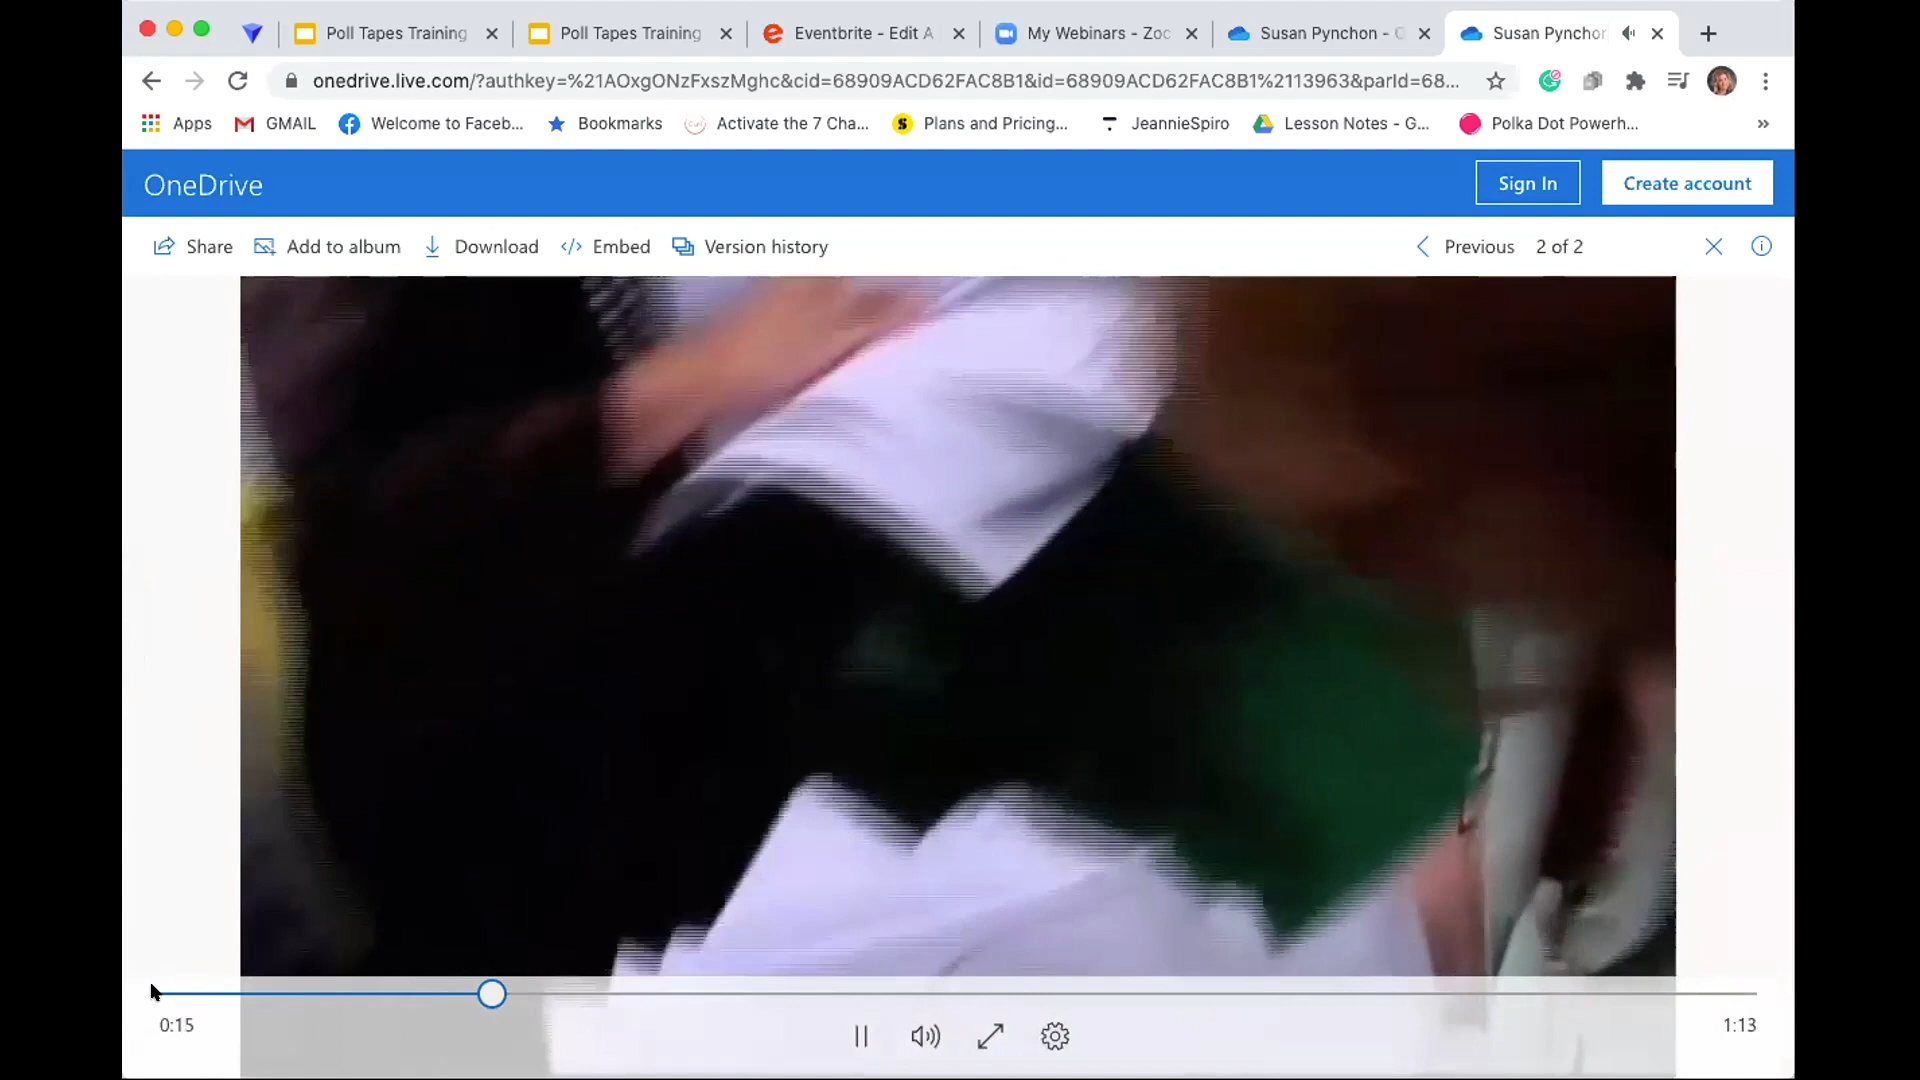 Poll Tapes Training
Poll Tapes Training
Eventbrite - Edit A
My Webinars - Zoo
Susan Pynchon - O
Susan Pynchon
onedrive.live.com/?authkey=%21AOxgONzFxszMghc&cid=68909ACD62FAC8B1&id=68909ACD62FAC8B1%2113963&parId=68...
Apps
GMAIL
Welcome to Faceb...
Bookmarks
Activate the 7 Cha...
Plans and Pricing...
JeannieSpiro
Lesson Notes - G...
Polka Dot Powerh...
OneDrive
Sign In
Create account
Share
Add to album
Download
Embed
Version history
Previous
2 of 2
0:15
1:13